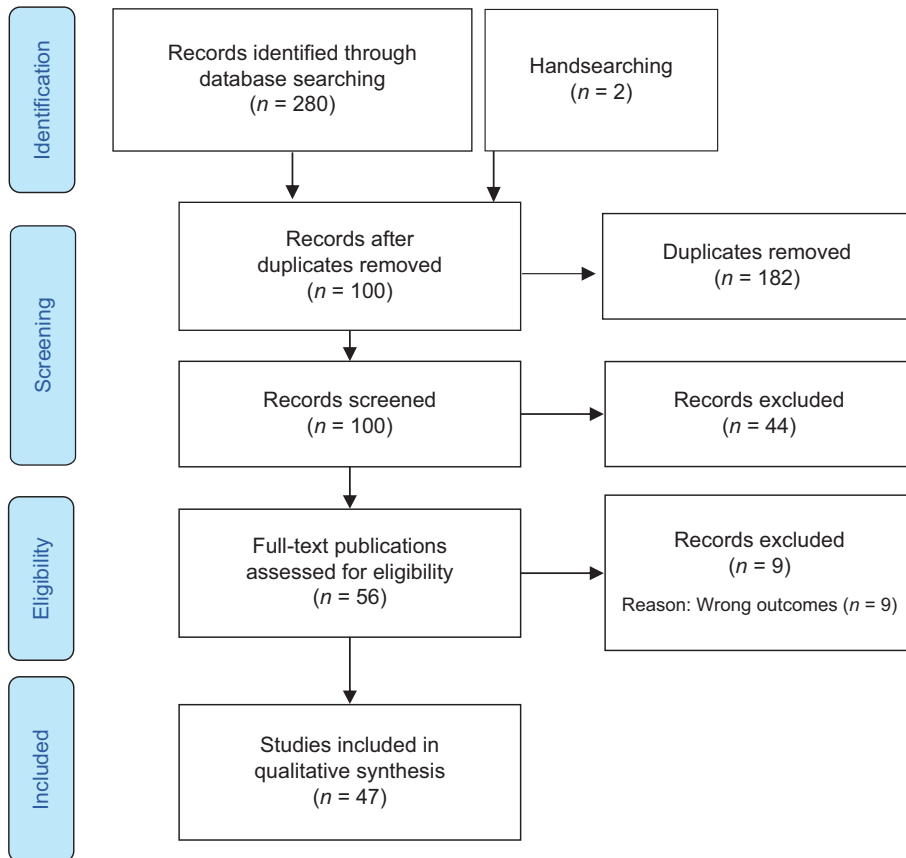 Identification
Records identified through
database searching
(n = 280)
Handsearching
(n = 2)
Screening
Records after
duplicates removed
(n = 100)
Duplicates removed
(n = 182)
Records screened
(n = 100)
Records excluded
(n = 44)
Eligibility
Full-text publications
assessed for eligibility
(n = 56)
Records excluded
(n = 9)
Reason: Wrong outcomes (n = 9)
Included
Studies included in
qualitative synthesis
(n = 47)